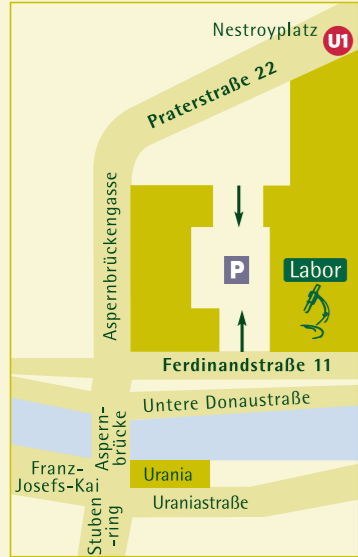 Nestroyplatz
U1
Praterstraße 22
Aspernbrückengasse
P
Labor
Ferdinandstraße 11
Untere Donaustraße
Aspern-
brücke
Franz-
Josefs-Kai
Urania
Uraniastraße
Stuben
-ring